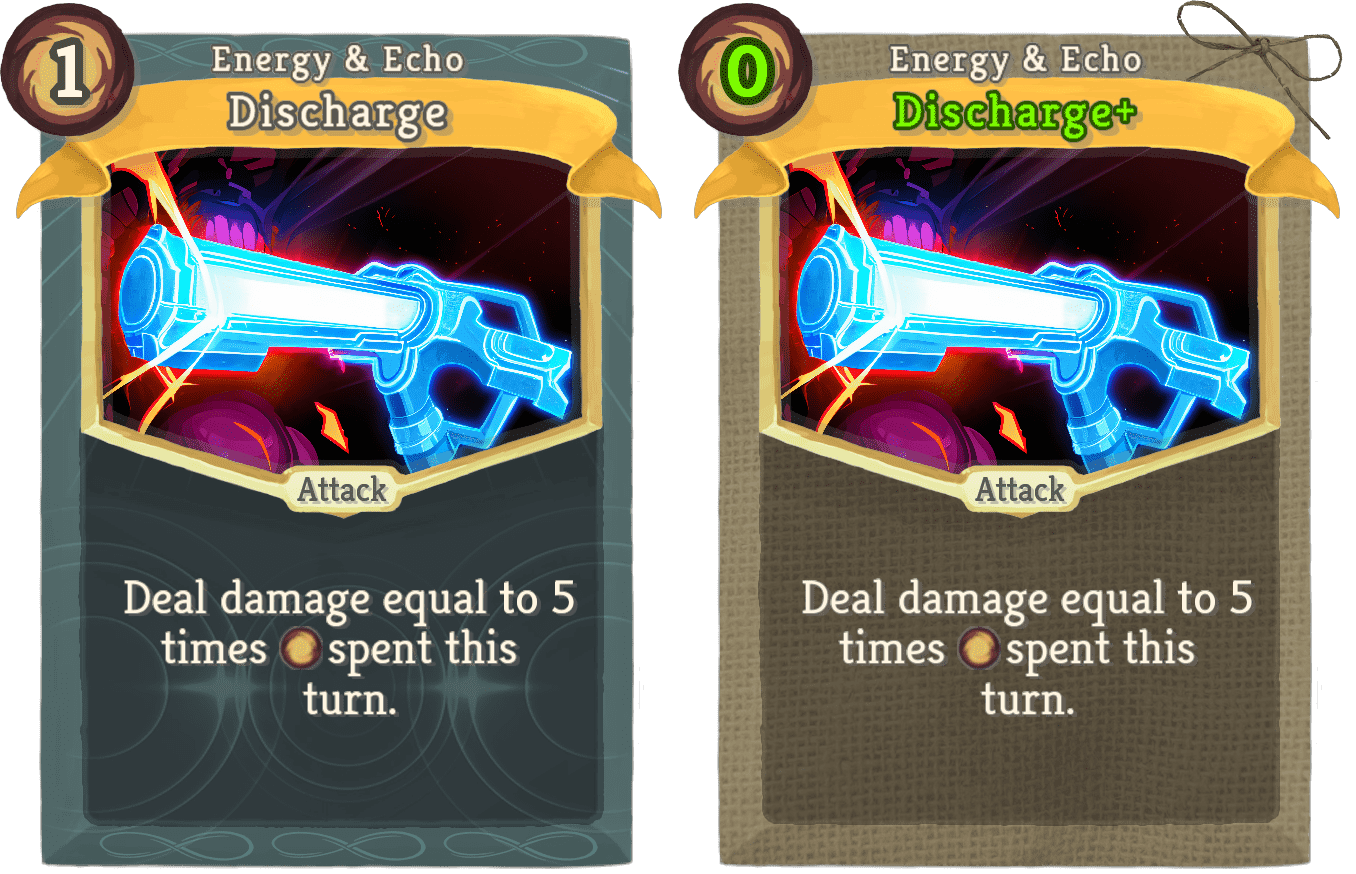 1
Energy & Echo
Discharge
Attack
Deal damage equal to 5
times spent this
turn.
0
Energy & Echo
Discharge+
Attack
Deal damage equal to 5
times spent this
turn.